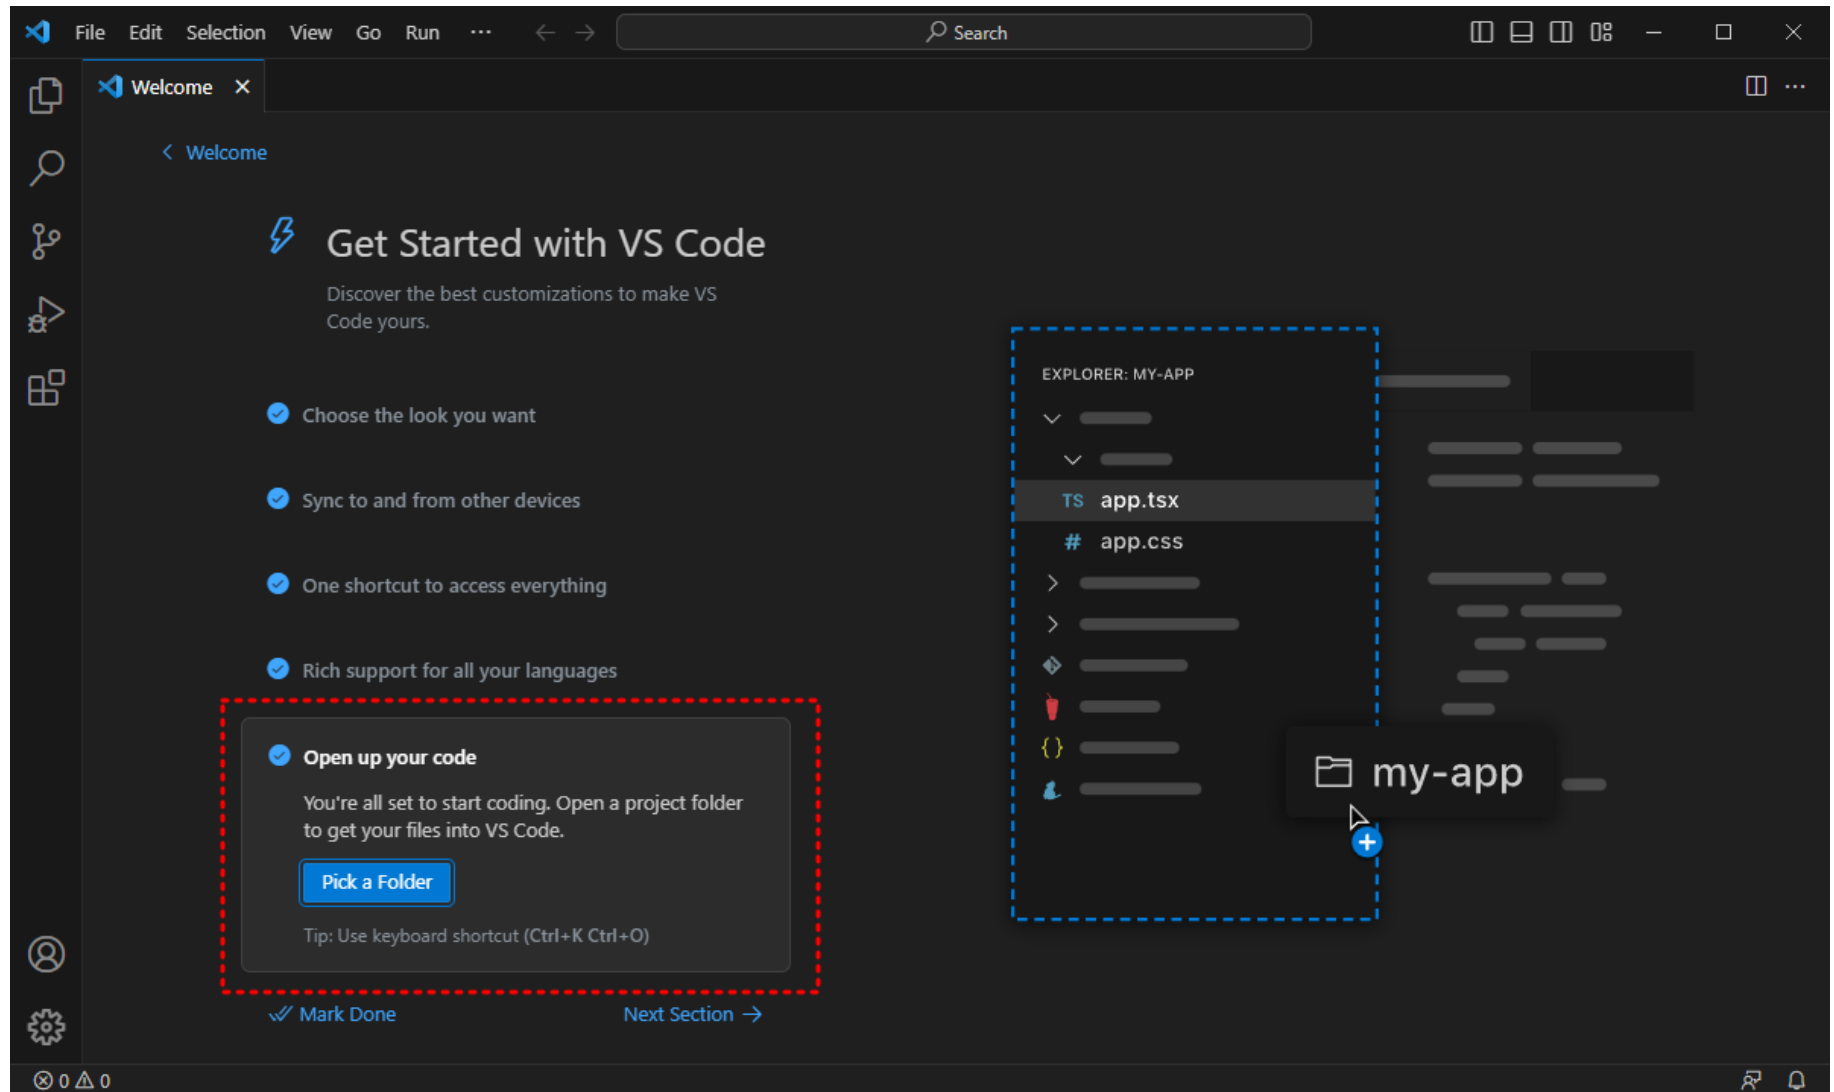 File Edit Selection View Go Run ··· Search
Welcome
Welcome
Get Started with VS Code
Discover the best customizations to make VS
Code yours.
Choose the look you want
Sync to and from other devices
One shortcut to access everything
Rich support for all your languages
Open up your code
You're all set to start coding. Open a project folder
to get your files into VS Code.
Pick a Folder
Tip: Use keyboard shortcut (Ctrl+K Ctrl+O)
Mark Done
Next Section
EXPLORER: MY-APP
TS app.tsx
# app.css
{}
my-app
0 0